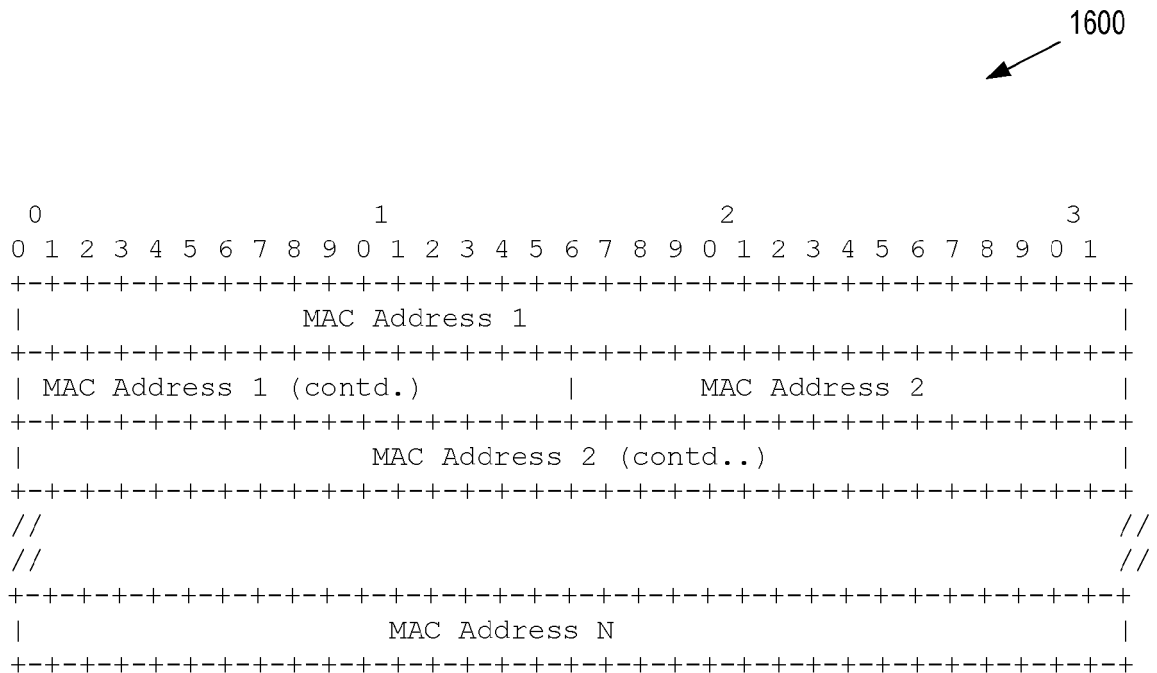 1600
 0                   1                   2                   3
0 1 2 3 4 5 6 7 8 9 0 1 2 3 4 5 6 7 8 9 0 1 2 3 4 5 6 7 8 9 0 1
+-+-+-+-+-+-+-+-+-+-+-+-+-+-+-+-+-+-+-+-+-+-+-+-+-+-+-+-+-+-+-+-+
|                MAC Address 1                                  |
+-+-+-+-+-+-+-+-+-+-+-+-+-+-+-+-+-+-+-+-+-+-+-+-+-+-+-+-+-+-+-+-+
| MAC Address 1 (contd.)        |       MAC Address 2           |
+-+-+-+-+-+-+-+-+-+-+-+-+-+-+-+-+-+-+-+-+-+-+-+-+-+-+-+-+-+-+-+-+
|                    MAC Address 2 (contd..)                    |
+-+-+-+-+-+-+-+-+-+-+-+-+-+-+-+-+-+-+-+-+-+-+-+-+-+-+-+-+-+-+-+-+
//                                                              //
//                                                              //
+-+-+-+-+-+-+-+-+-+-+-+-+-+-+-+-+-+-+-+-+-+-+-+-+-+-+-+-+-+-+-+-+
|                     MAC Address N                             |
+-+-+-+-+-+-+-+-+-+-+-+-+-+-+-+-+-+-+-+-+-+-+-+-+-+-+-+-+-+-+-+-+